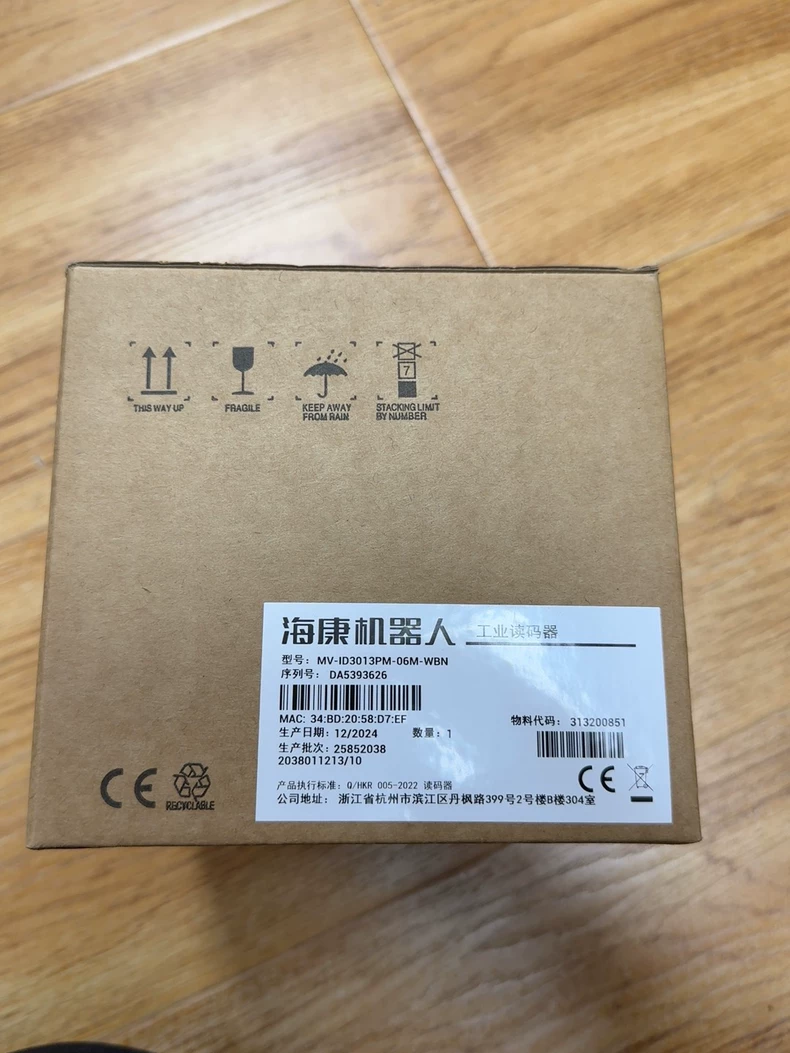 THIS WAY UP
FRAGILE
KEEP AWAY
FROM RAIN
7
STACKING LIMIT
BY NUMBER
海康机器人 工业读码器
型号: MV-ID3013PM-06M-WBN
序列号: DA5393626
MAC: 34:BD:20:58:D7:EF
物料代码: 313200851
生产日期: 12/2024 数量: 1
生产批次: 25852038
2038011213/10
产品执行标准: Q/HKR 005-2022 读码器
公司地址: 浙江省杭州市滨江区丹枫路399号2号楼B楼304室
CE
CE
RECYCLABLE